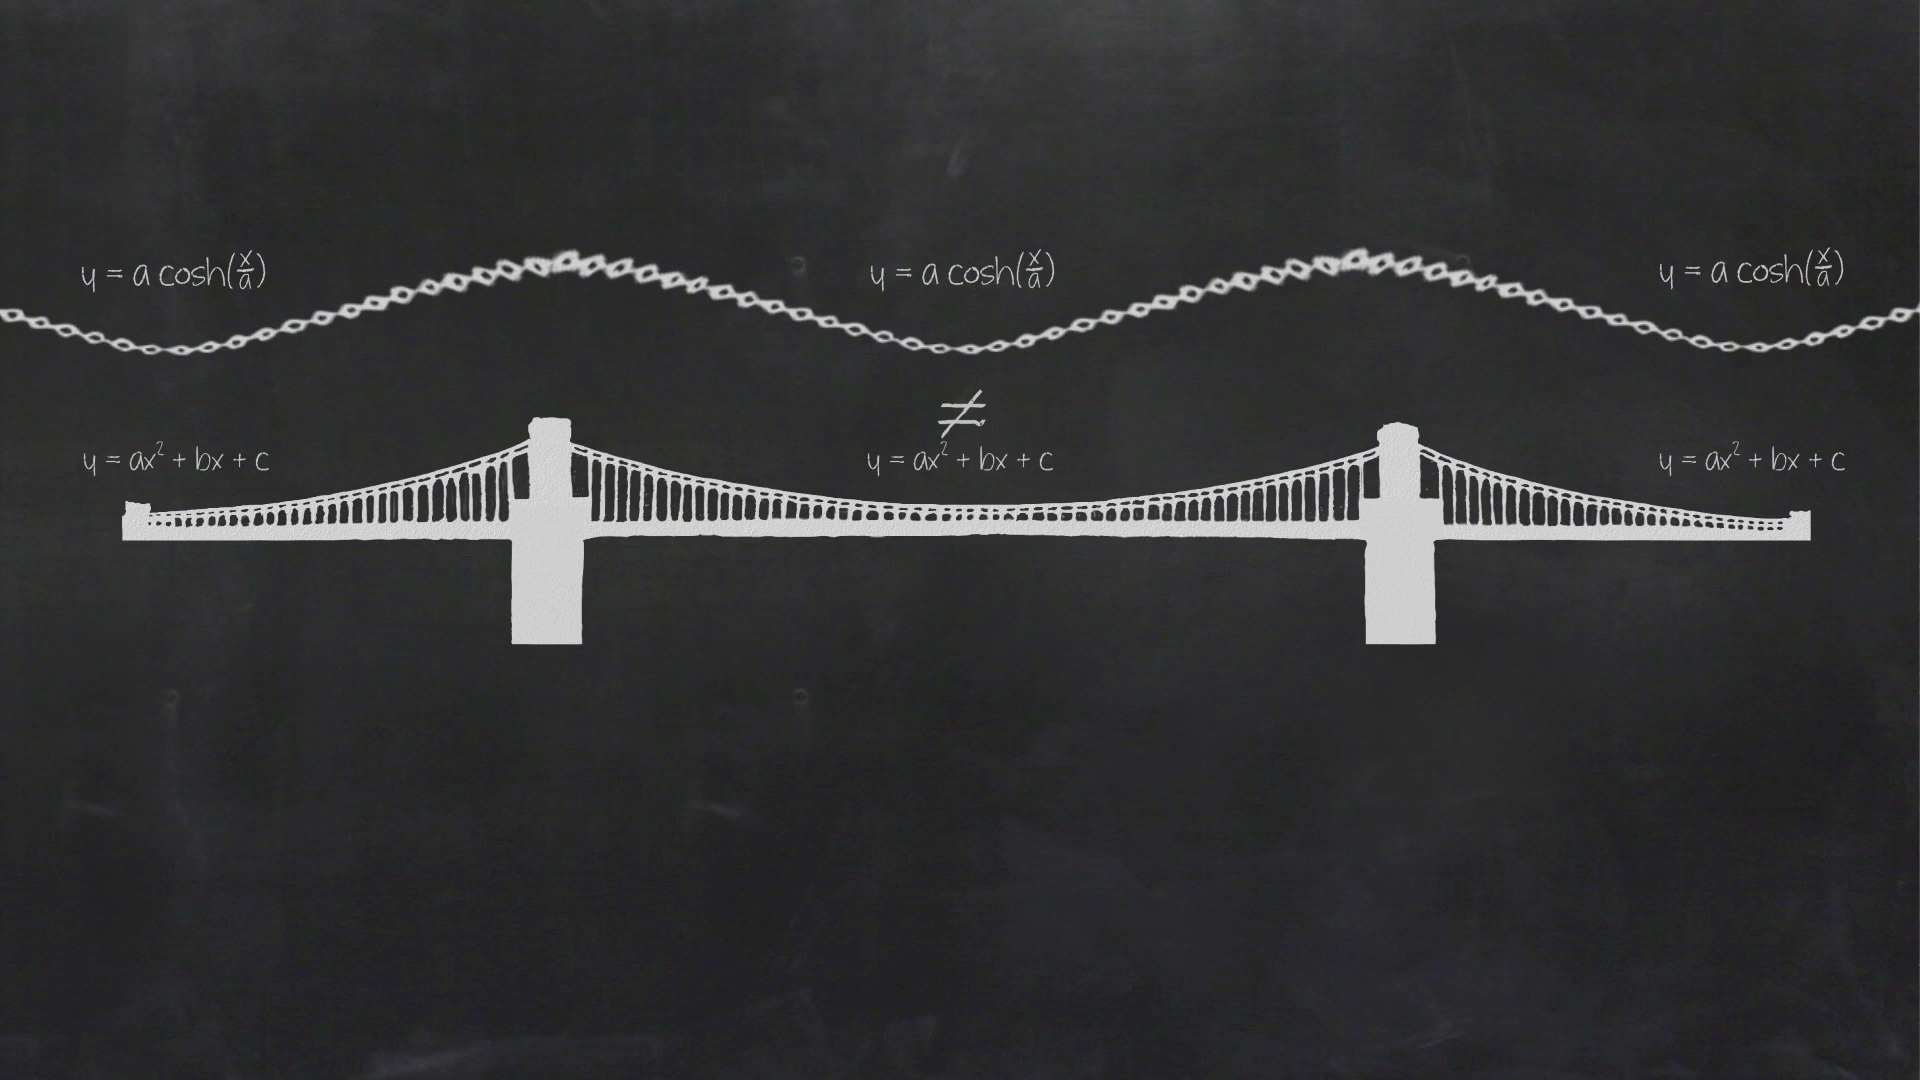 y = a cosh(x/a) y = a cosh(x/a) y = a cosh(x/a)
≠
y = ax² + bx + c y = ax² + bx + c y = ax² + bx + c